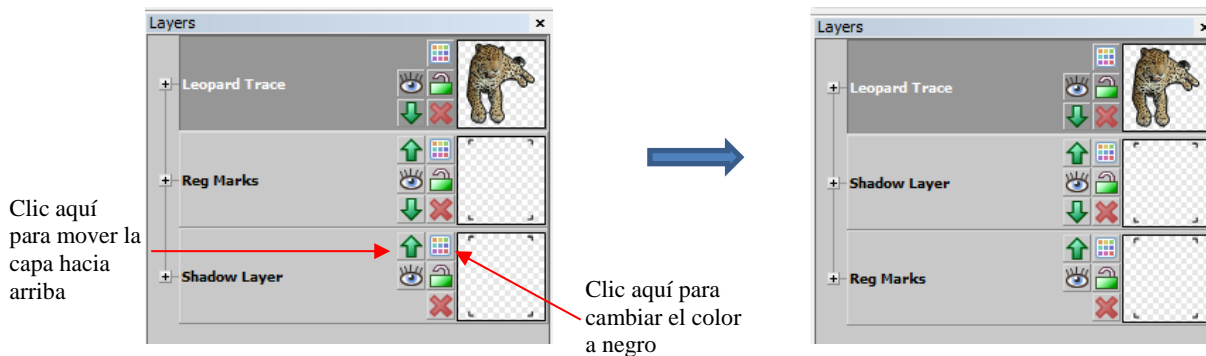 Layers
Leopard Trace
Reg Marks
Shadow Layer
Clic aquí
para mover la
capa hacia
arriba
Clic aquí para
cambiar el color
a negro
Layers
Leopard Trace
Shadow Layer
Reg Marks